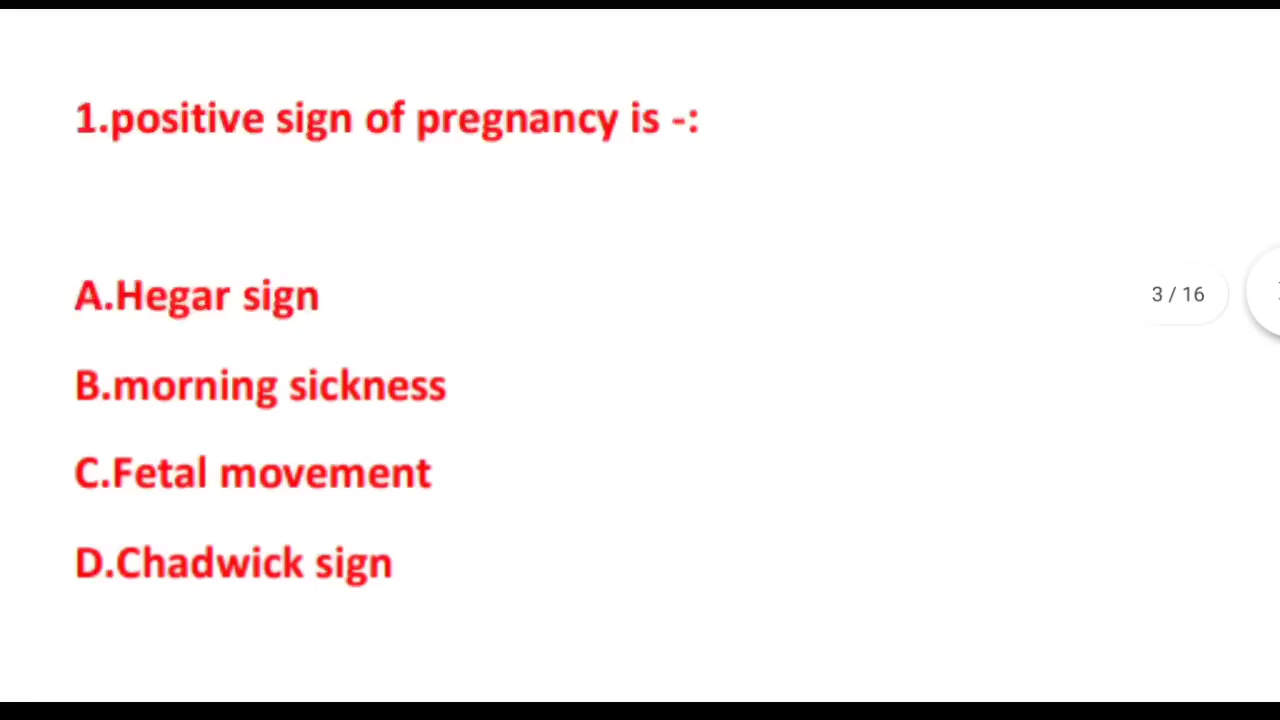 1.positive sign of pregnancy is -:
A.Hegar sign
3 / 16
B.morning sickness
C.Fetal movement
D.Chadwick sign